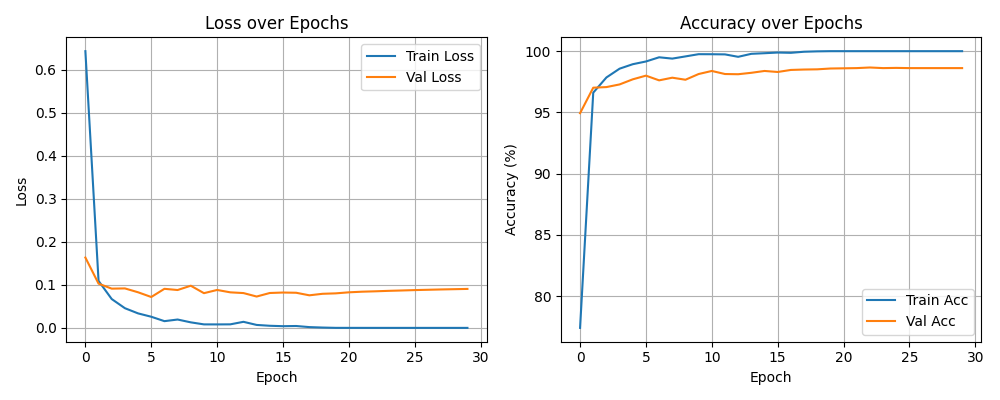 Loss over Epochs
Train Loss
Val Loss
Loss
0.6
0.5
0.4
0.3
0.2
0.1
0.0
0 5 10 15 20 25 30
Epoch
Accuracy over Epochs
Accuracy (%)
100
95
90
85
80
Train Acc
Val Acc
0 5 10 15 20 25 30
Epoch